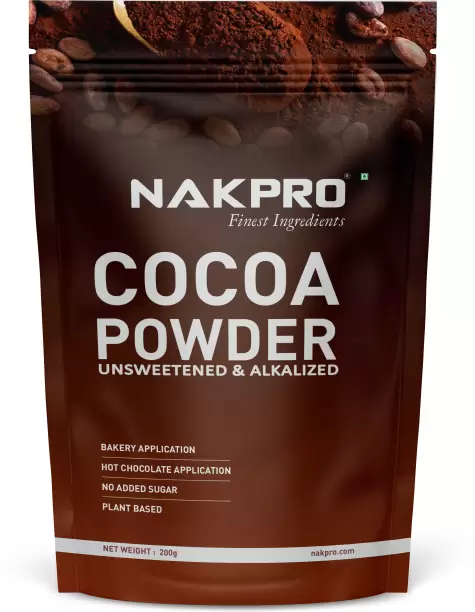 NAKPRO®
Finest Ingredients
COCOA
POWDER
UNSWEETENED & ALKALIZED
BAKERY APPLICATION
HOT CHOCOLATE APPLICATION
NO ADDED SUGAR
PLANT BASED
NET WEIGHT : 200g
nakpro.com